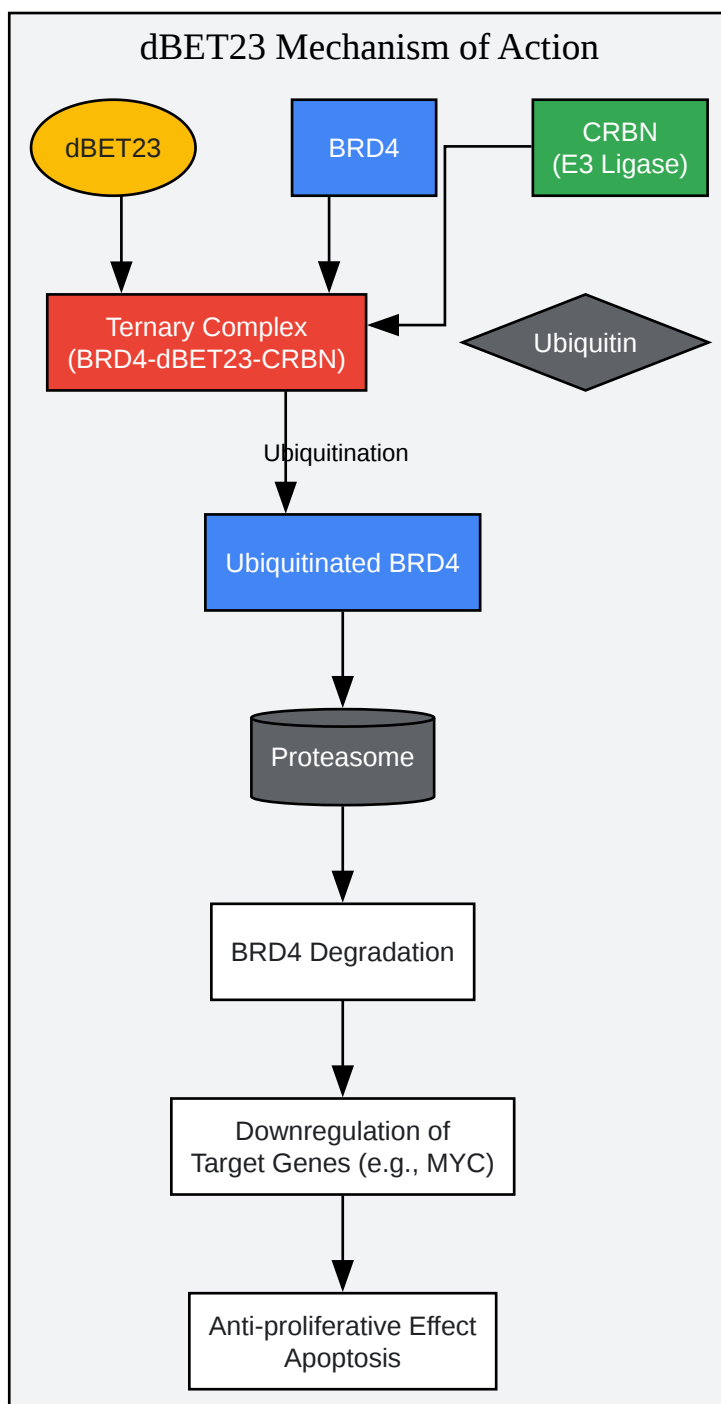 dBET23 Mechanism of Action
dBET23
BRD4
CRBN
(E3 Ligase)
Ternary Complex
(BRD4-dBET23-CRBN)
Ubiquitin
Ubiquitination
Ubiquitinated BRD4
Proteasome
BRD4 Degradation
Downregulation of
Target Genes (e.g., MYC)
Anti-proliferative Effect
Apoptosis